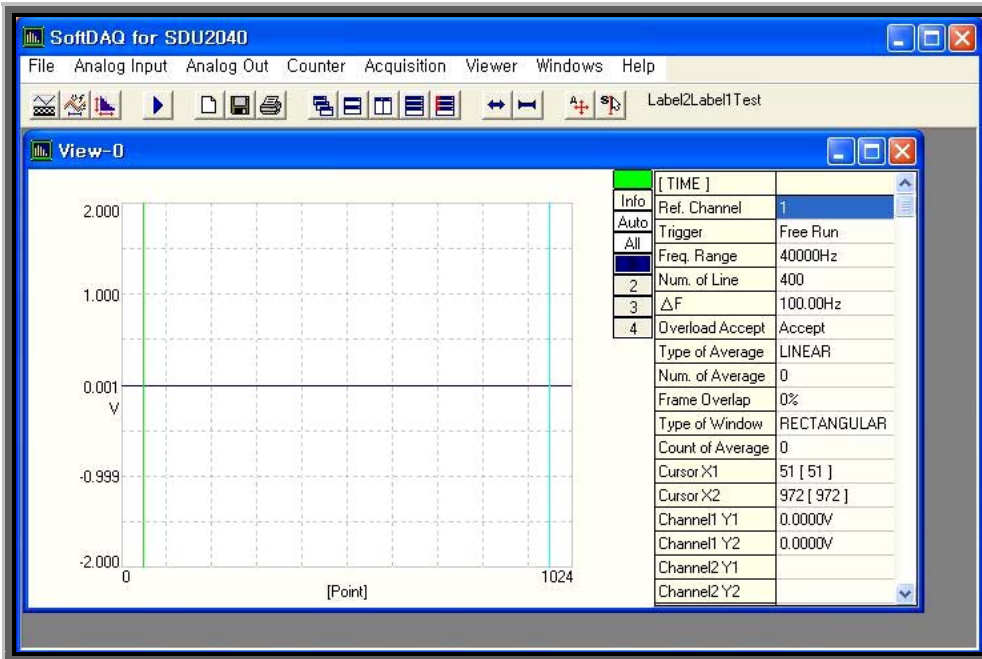 SoftDAQ for SDU2040
File Analog Input Analog Out Counter Acquisition Viewer Windows Help
Label2Label1Test
View-0
2.000
1.000
0.001
V
-0.999
-2.000
0
1024
[Point]
Info
Auto
All
2
3
4
[ TIME ]
Ref. Channel 1
Trigger Free Run
Freq. Range 40000Hz
Num. of Line 400
△F 100.00Hz
Overload Accept Accept
Type of Average LINEAR
Num. of Average 0
Frame Overlap 0%
Type of Window RECTANGULAR
Count of Average 0
Cursor X1 51 [ 51 ]
Cursor X2 972 [ 972 ]
Channel1 Y1 0.0000V
Channel1 Y2 0.0000V
Channel2 Y1
Channel2 Y2